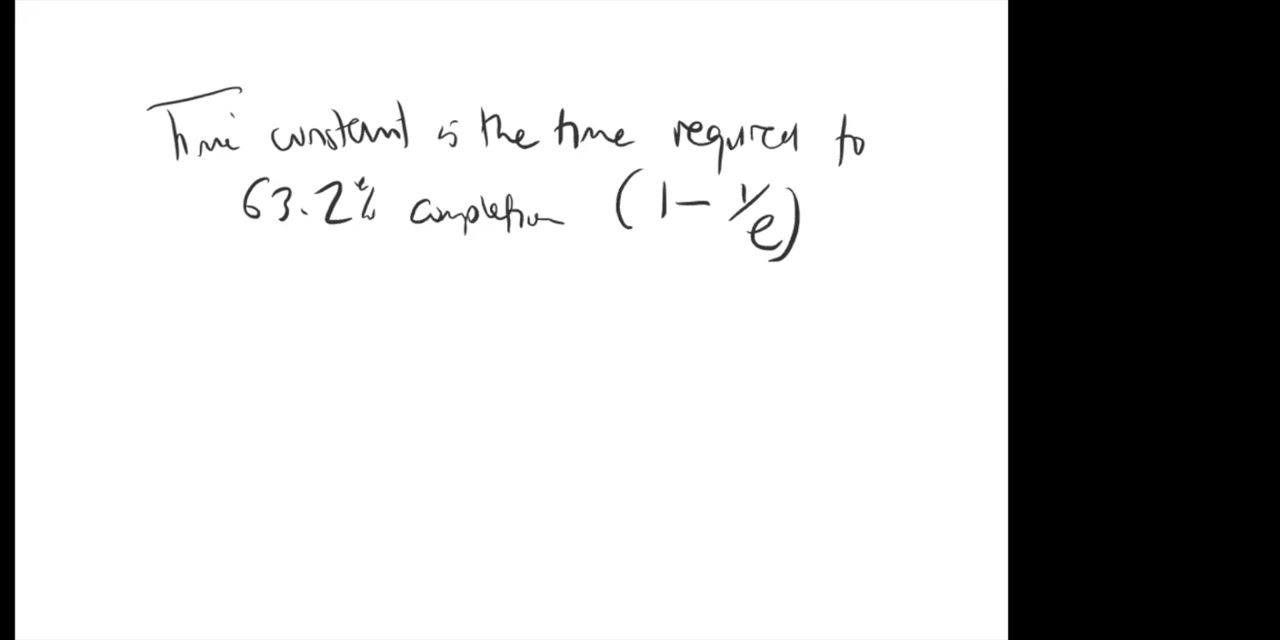 Time constant is the time required to
63.2% completion (1 - 1/e)